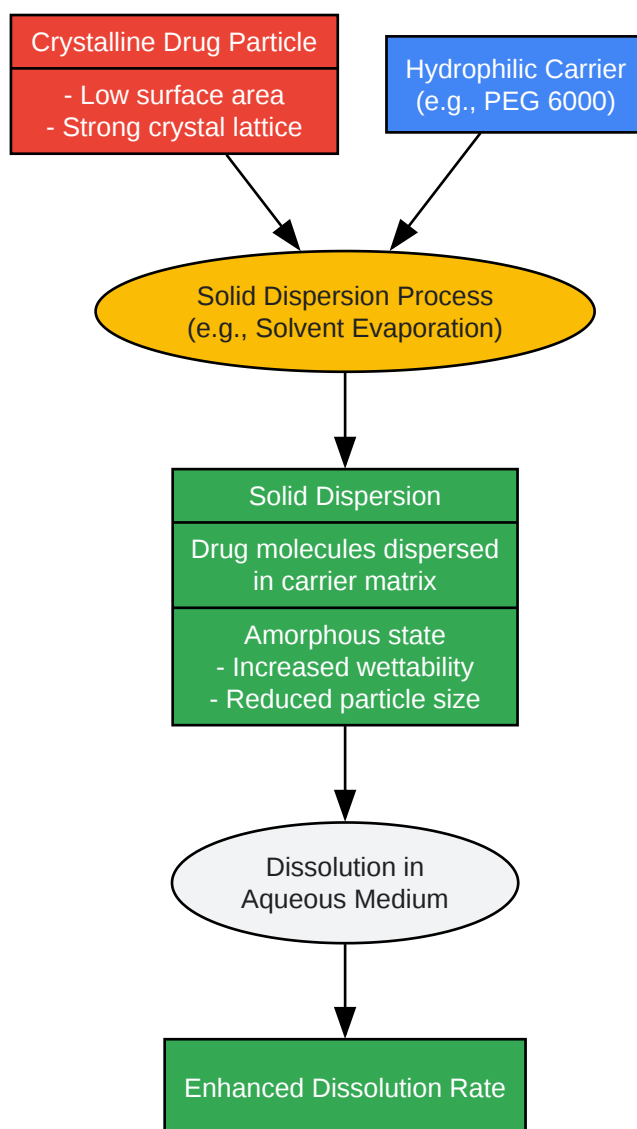 Crystalline Drug Particle
- Low surface area
- Strong crystal lattice
Hydrophilic Carrier
(e.g., PEG 6000)
Solid Dispersion Process
(e.g., Solvent Evaporation)
Solid Dispersion
Drug molecules dispersed
in carrier matrix
Amorphous state
- Increased wettability
- Reduced particle size
Dissolution in
Aqueous Medium
Enhanced Dissolution Rate